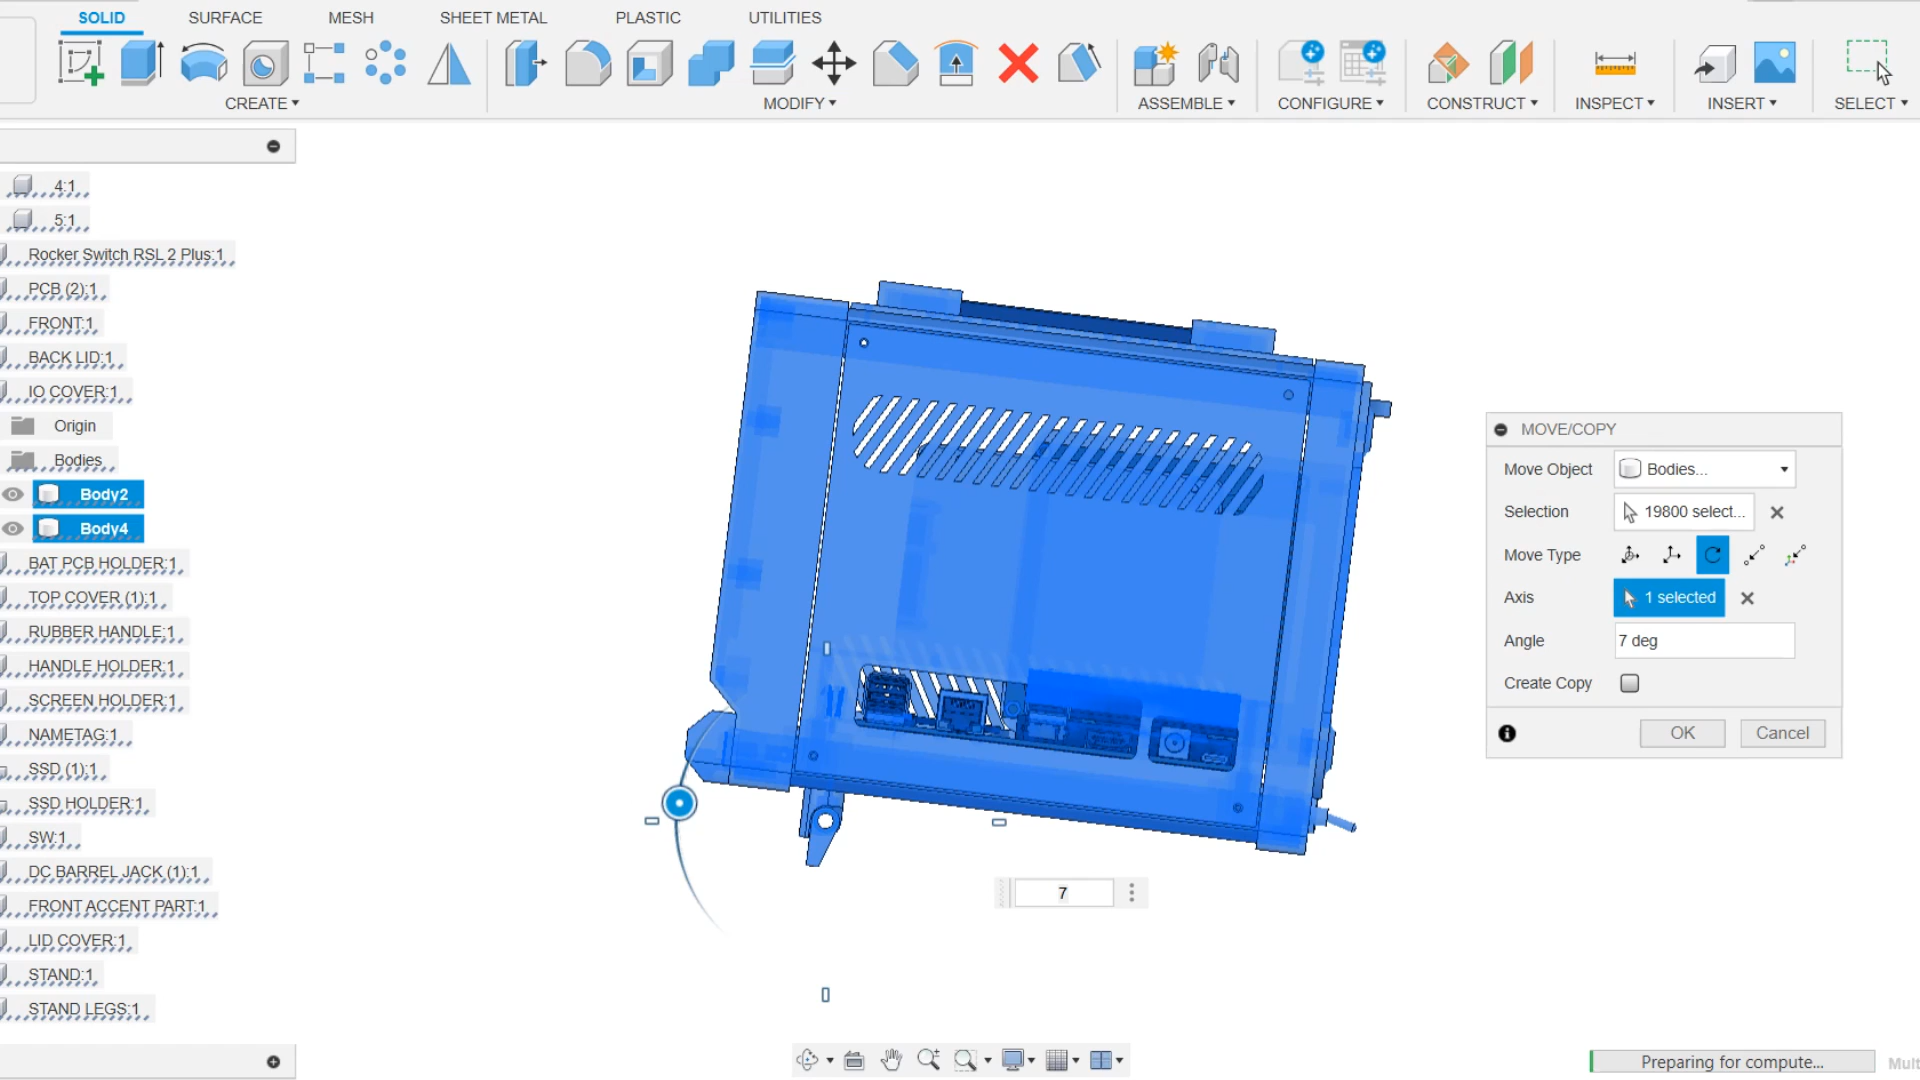 SOLID
SURFACE
MESH
SHEET METAL
PLASTIC
UTILITIES
CREATE
MODIFY
ASSEMBLE
CONFIGURE
CONSTRUCT
INSPECT
INSERT
SELECT
4:1
5:1
Rocker Switch RSL 2 Plus:1
PCB (2):1
FRONT:1
BACK LID:1
IO COVER:1
Origin
Bodies
Body2
Body4
BAT PCB HOLDER:1
TOP COVER (1):1
RUBBER HANDLE:1
HANDLE HOLDER:1
SCREEN HOLDER:1
NAMETAG:1
SSD (1):1
SSD HOLDER:1
SW:1
DC BARREL JACK (1):1
FRONT ACCENT PART:1
LID COVER:1
STAND:1
STAND LEGS:1
MOVE/COPY
Move Object Bodies...
Selection 19800 select...
Move Type
Axis 1 selected
Angle 7 deg
Create Copy
OK Cancel
7
Preparing for compute...
Mult